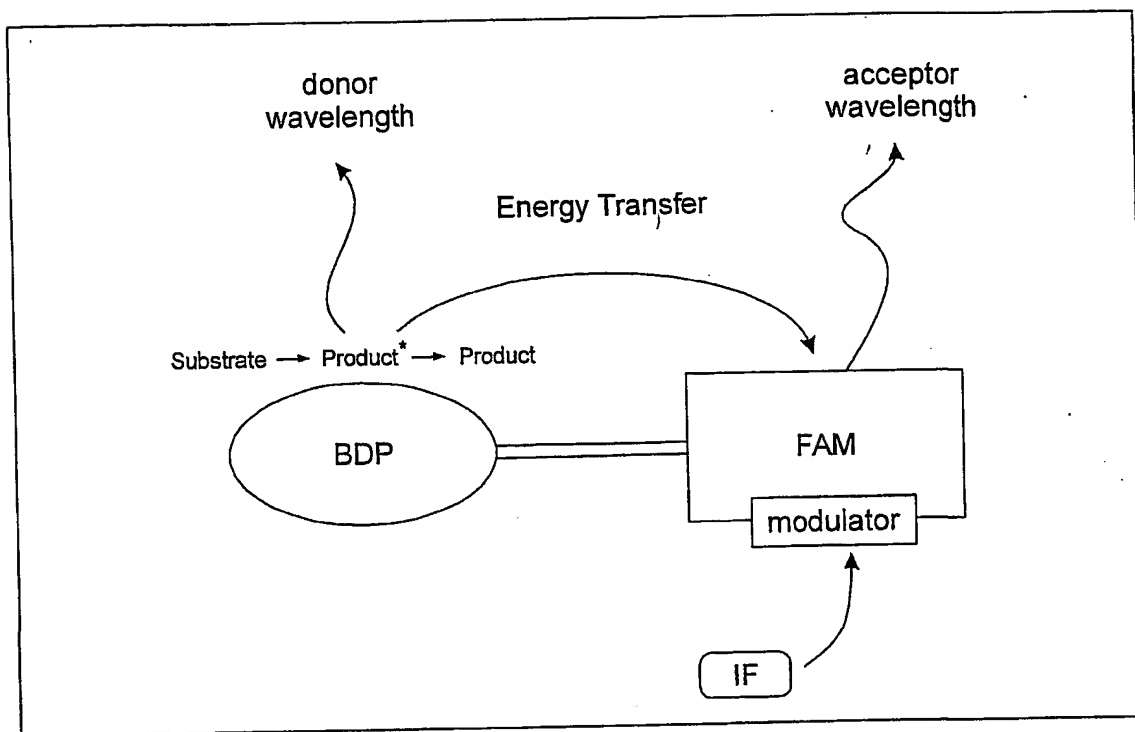 donor
wavelength
acceptor
wavelength
Energy Transfer
Substrate → Product* → Product
BDP
FAM
modulator
IF